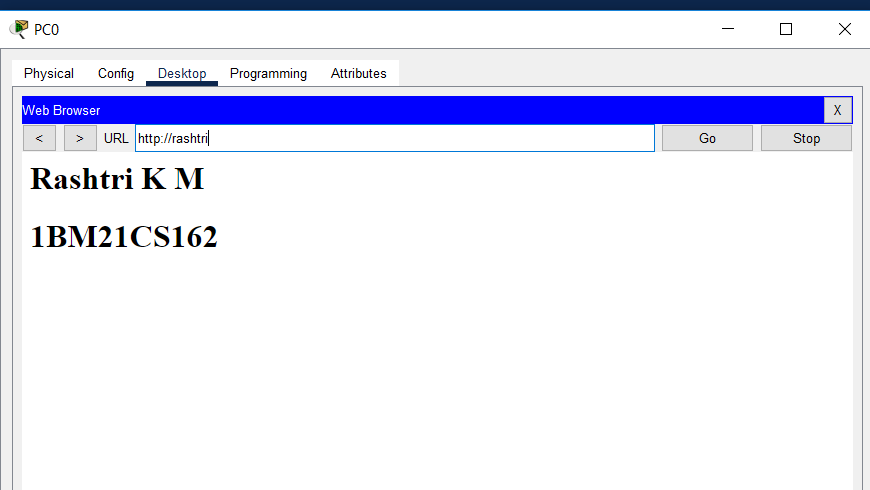 PC0
Physical Config Desktop Programming Attributes
Web Browser X
< > URL http://rashtri Go Stop
Rashtri K M
1BM21CS162